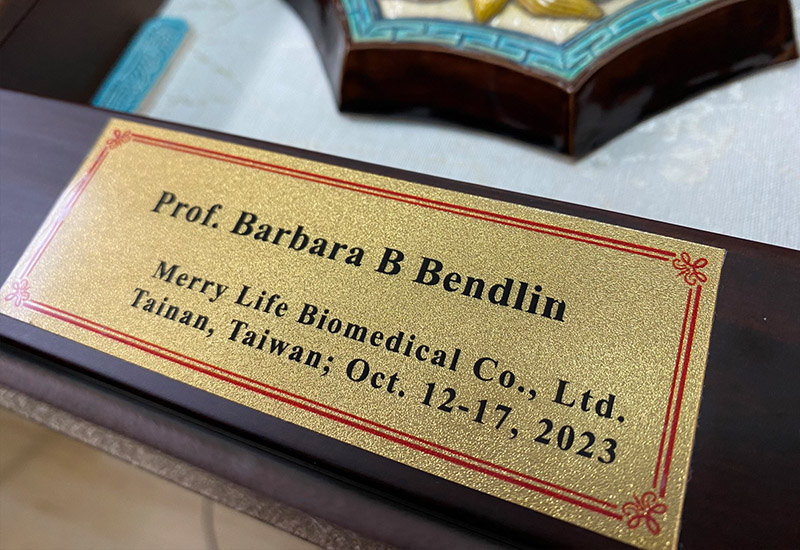 Prof. Barbara B Bendlin
Merry Life Biomedical Co., Ltd.
Tainan, Taiwan; Oct. 12-17, 2023